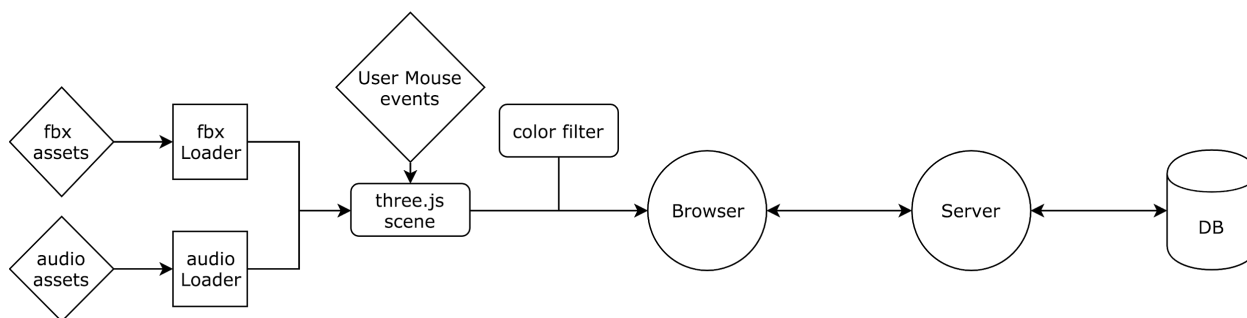 User Mouse
events
fbx
assets
fbx
Loader
color filter
three.js
scene
Browser
Server
DB
audio
assets
audio
Loader